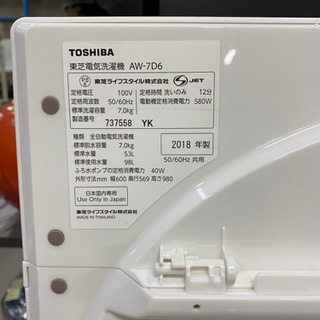 TOSHIBA
東芝電気洗濯機 AW-7D6
PS E 東芝ライフスタイル株式会社 JET
定格電圧 100V 定格時間 洗いのみ 12分
定格周波数 50/60Hz 電動機定格消費電力 580W
標準洗濯容量 7.0kg
製造番号 737558 YK
種類 全自動電気洗濯機
標準脱水容量 7.0kg
標準水量 53L
標準使用水量 98L
2018 年製
50/60Hz 共用
ふろ水ポンプの定格消費電力 40W
外形寸法mm 幅600 奥行569 高さ980
日本国内専用
Use Only in Japan
東芝ライフスタイル株式会社
MADE IN THAILAND